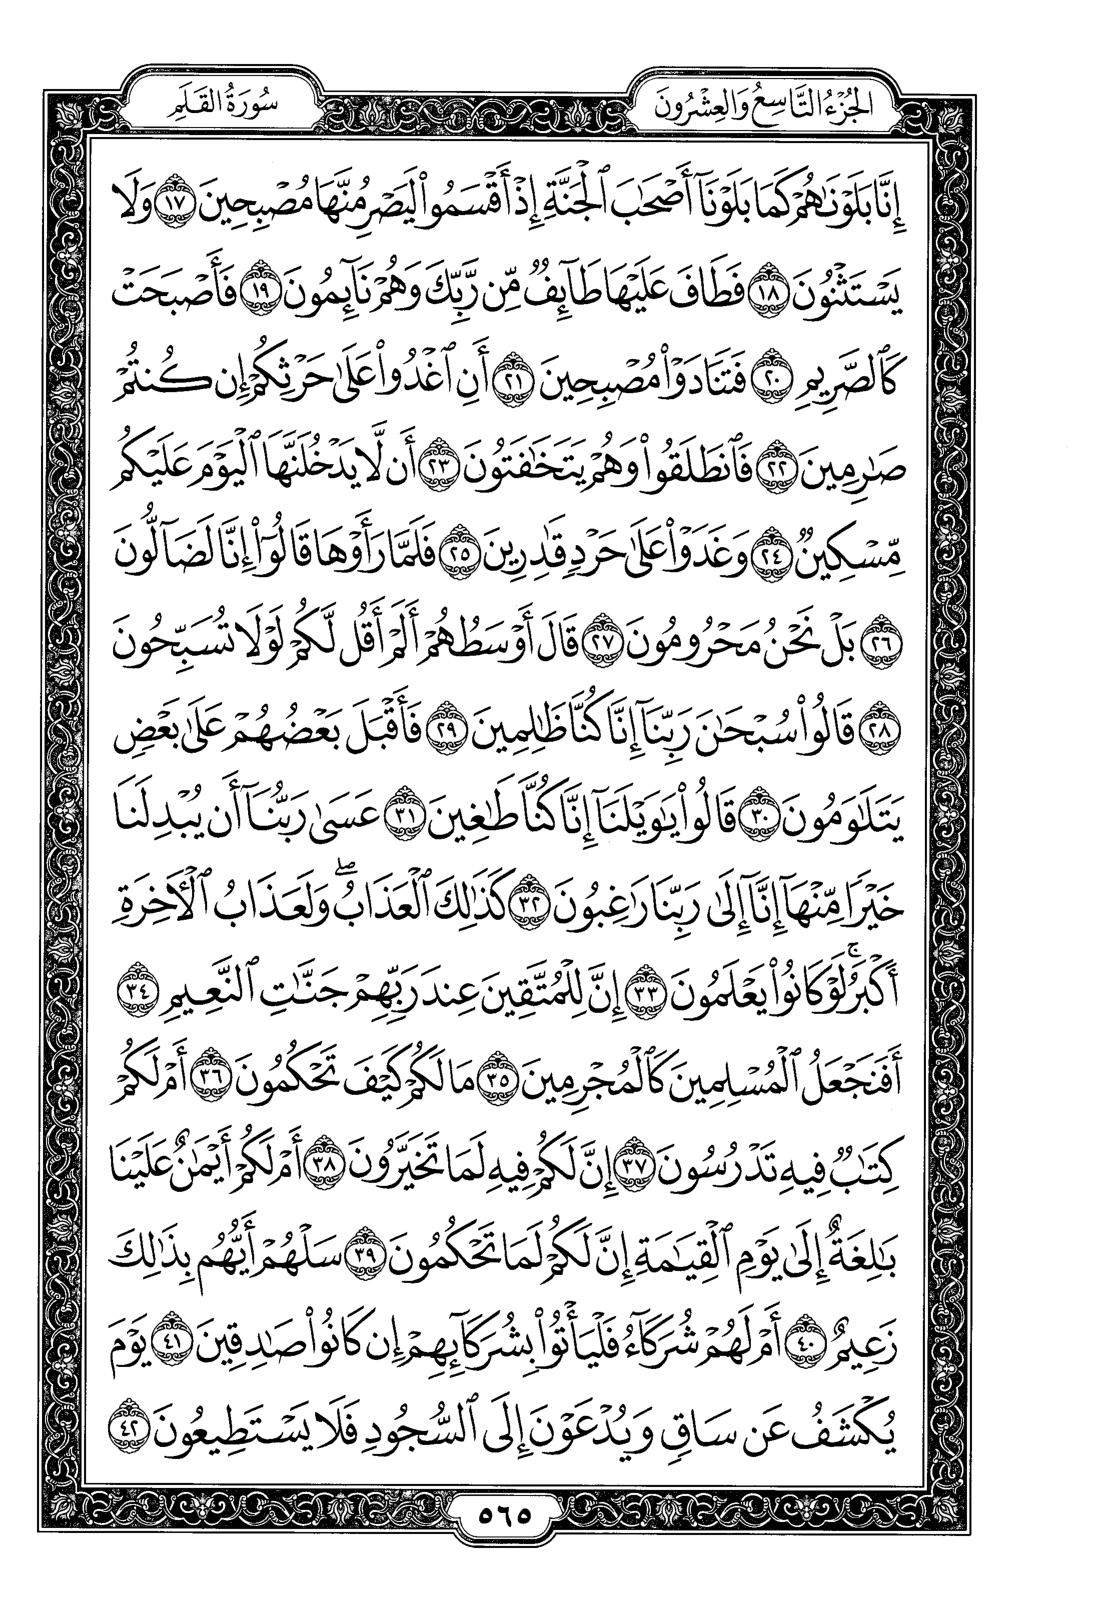 الجُزْءُ التَّاسِعُ وَالعِشْرُونَ
سُورَةُ القَلَمِ
إِنَّا بَلَوْنَٰهُمْ كَمَا بَلَوْنَآ أَصْحَٰبَ ٱلْجَنَّةِ إِذْ أَقْسَمُوا۟ لَيَصْرِمُنَّهَا مُصْبِحِينَ ١٧ وَلَا
يَسْتَثْنُونَ ١٨ فَطَافَ عَلَيْهَا طَآئِفٌ مِّن رَّبِّكَ وَهُمْ نَآئِمُونَ ١٩ فَأَصْبَحَتْ
كَٱلصَّرِيمِ ٢٠ فَتَنَادَوْا۟ مُصْبِحِينَ ٢١ أَنِ ٱغْدُوا۟ عَلَىٰ حَرْثِكُمْ إِن كُنتُمْ
صَٰرِمِينَ ٢٢ فَٱنطَلَقُوا۟ وَهُمْ يَتَخَٰفَتُونَ ٢٣ أَن لَّا يَدْخُلَنَّهَا ٱلْيَوْمَ عَلَيْكُم
مِّسْكِينٌ ٢٤ وَغَدَوْا۟ عَلَىٰ حَرْدٍ قَٰدِرِينَ ٢٥ فَلَمَّا رَأَوْهَا قَالُوٓا۟ إِنَّا لَضَآلُّونَ
٢٦ بَلْ نَحْنُ مَحْرُومُونَ ٢٧ قَالَ أَوْسَطُهُمْ أَلَمْ أَقُل لَّكُمْ لَوْلَا تُسَبِّحُونَ
٢٨ قَالُوا۟ سُبْحَٰنَ رَبِّنَآ إِنَّا كُنَّا ظَٰلِمِينَ ٢٩ فَأَقْبَلَ بَعْضُهُمْ عَلَىٰ بَعْضٍ
يَتَلَٰوَمُونَ ٣٠ قَالُوا۟ يَٰوَيْلَنَآ إِنَّا كُنَّا طَٰغِينَ ٣١ عَسَىٰ رَبُّنَآ أَن يُبْدِلَنَا
خَيْرًا مِّنْهَآ إِنَّآ إِلَىٰ رَبِّنَا رَٰغِبُونَ ٣٢ كَذَٰلِكَ ٱلْعَذَابُ ۖ وَلَعَذَابُ ٱلْءَاخِرَةِ
أَكْبَرُ ۚ لَوْ كَانُوا۟ يَعْلَمُونَ ٣٣ إِنَّ لِلْمُتَّقِينَ عِندَ رَبِّهِمْ جَنَّٰتِ ٱلنَّعِيمِ ٣٤
أَفَنَجْعَلُ ٱلْمُسْلِمِينَ كَٱلْمُجْرِمِينَ ٣٥ مَا لَكُمْ كَيْفَ تَحْكُمُونَ ٣٦ أَمْ لَكُمْ
كِتَٰبٌ فِيهِ تَدْرُسُونَ ٣٧ إِنَّ لَكُمْ فِيهِ لَمَا تَخَيَّرُونَ ٣٨ أَمْ لَكُمْ أَيْمَٰنٌ عَلَيْنَا
بَٰلِغَةٌ إِلَىٰ يَوْمِ ٱلْقِيَٰمَةِ إِنَّ لَكُمْ لَمَا تَحْكُمُونَ ٣٩ سَلْهُمْ أَيُّهُم بِذَٰلِكَ
زَعِيمٌ ٤٠ أَمْ لَهُمْ شُرَكَآءُ فَلْيَأْتُوا۟ بِشُرَكَآئِهِمْ إِن كَانُوا۟ صَٰدِقِينَ ٤١ يَوْمَ
يُكْشَفُ عَن سَاقٍ وَيُدْعَوْنَ إِلَى ٱلسُّجُودِ فَلَا يَسْتَطِيعُونَ ٤٢
٥٦٥